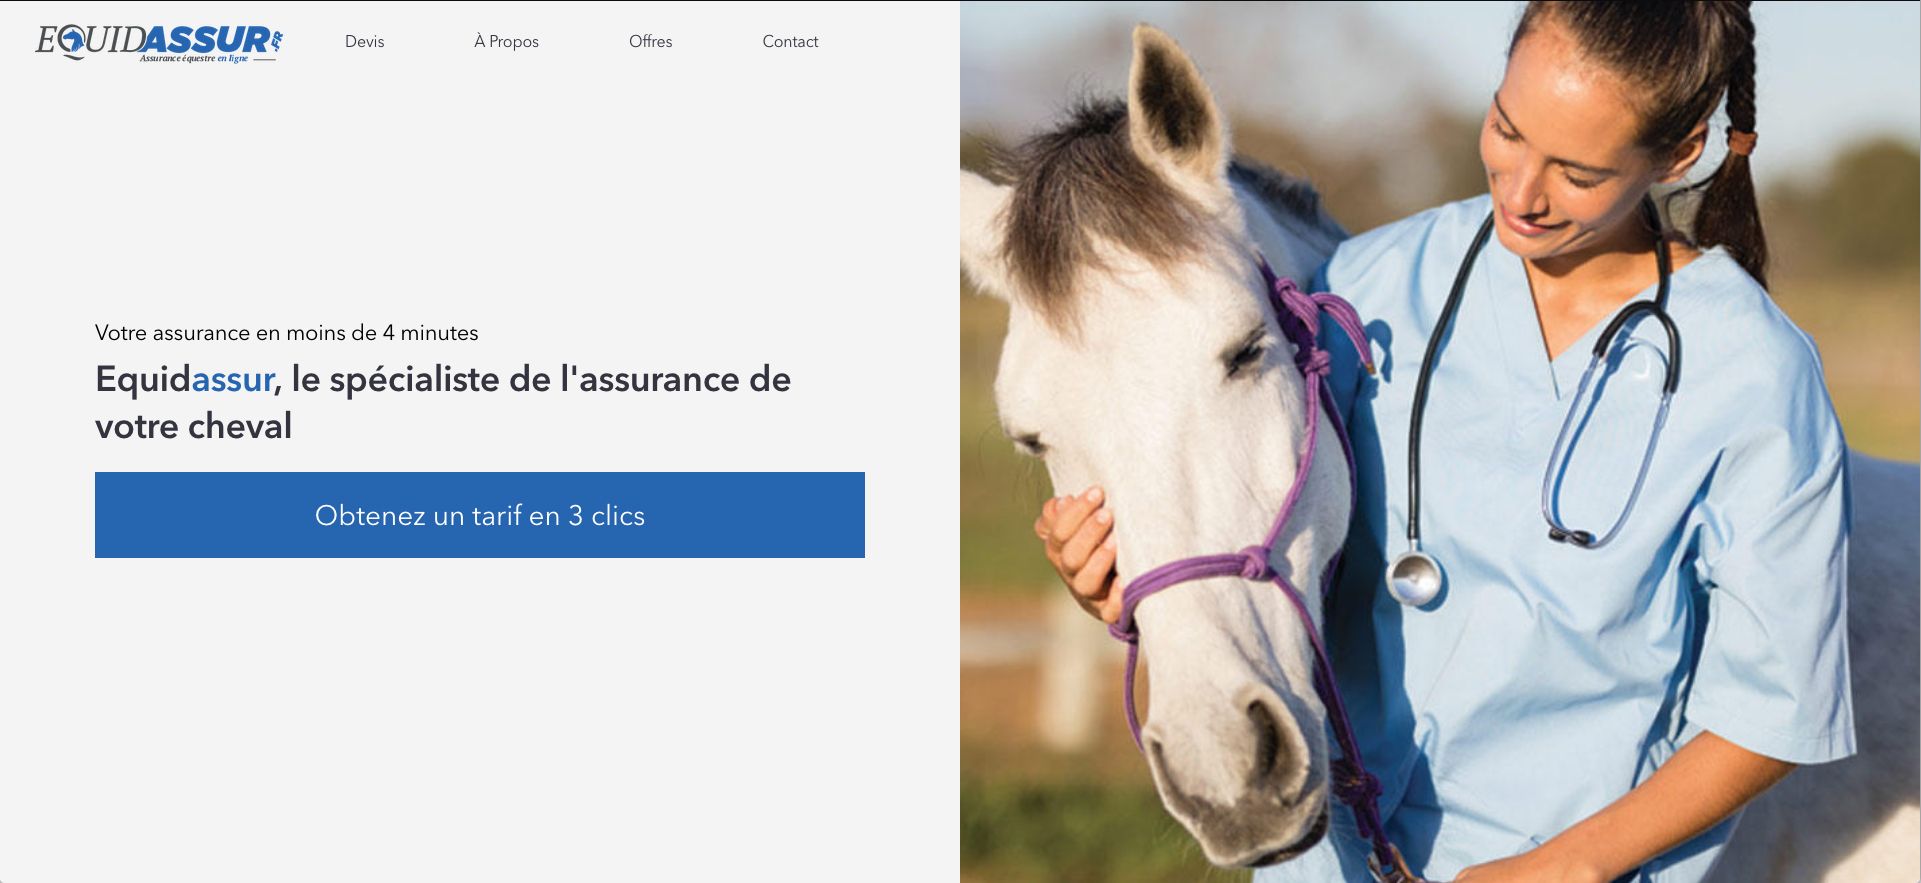 EQUIDASSUR.FR
Assurance équestre en ligne
Devis
À Propos
Offres
Contact
Votre assurance en moins de 4 minutes
Equidassur, le spécialiste de l'assurance de
votre cheval
Obtenez un tarif en 3 clics